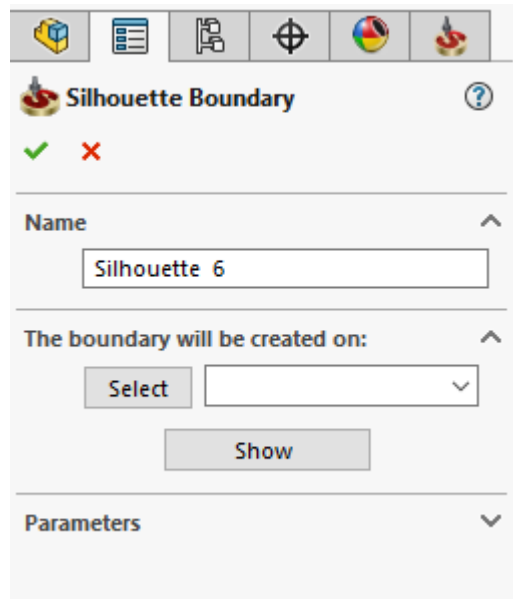 Silhouette Boundary
Name
Silhouette 6
The boundary will be created on:
Select
Show
Parameters